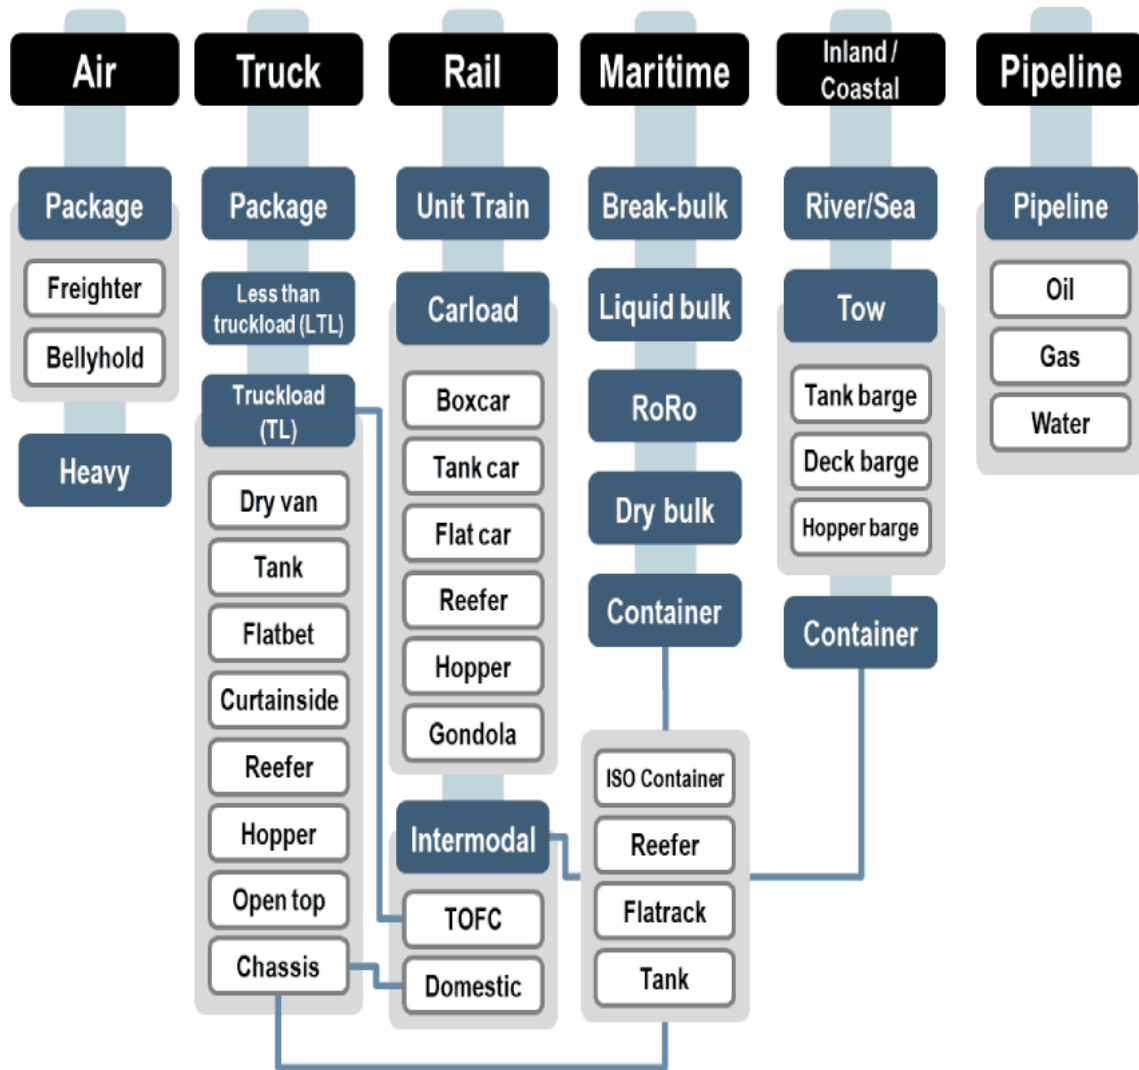 Air
Truck
Rail
Maritime
Inland /
Coastal
Pipeline
Package
Freighter
Bellyhold
Heavy
Package
Less than
truckload (LTL)
Truckload
(TL)
Dry van
Tank
Flatbet
Curtainside
Reefer
Hopper
Open top
Chassis
Unit Train
Carload
Boxcar
Tank car
Flat car
Reefer
Hopper
Gondola
Intermodal
TOFC
Domestic
Break-bulk
Liquid bulk
RoRo
Dry bulk
Container
ISO Container
Reefer
Flatrack
Tank
River/Sea
Tow
Tank barge
Deck barge
Hopper barge
Container
Pipeline
Oil
Gas
Water